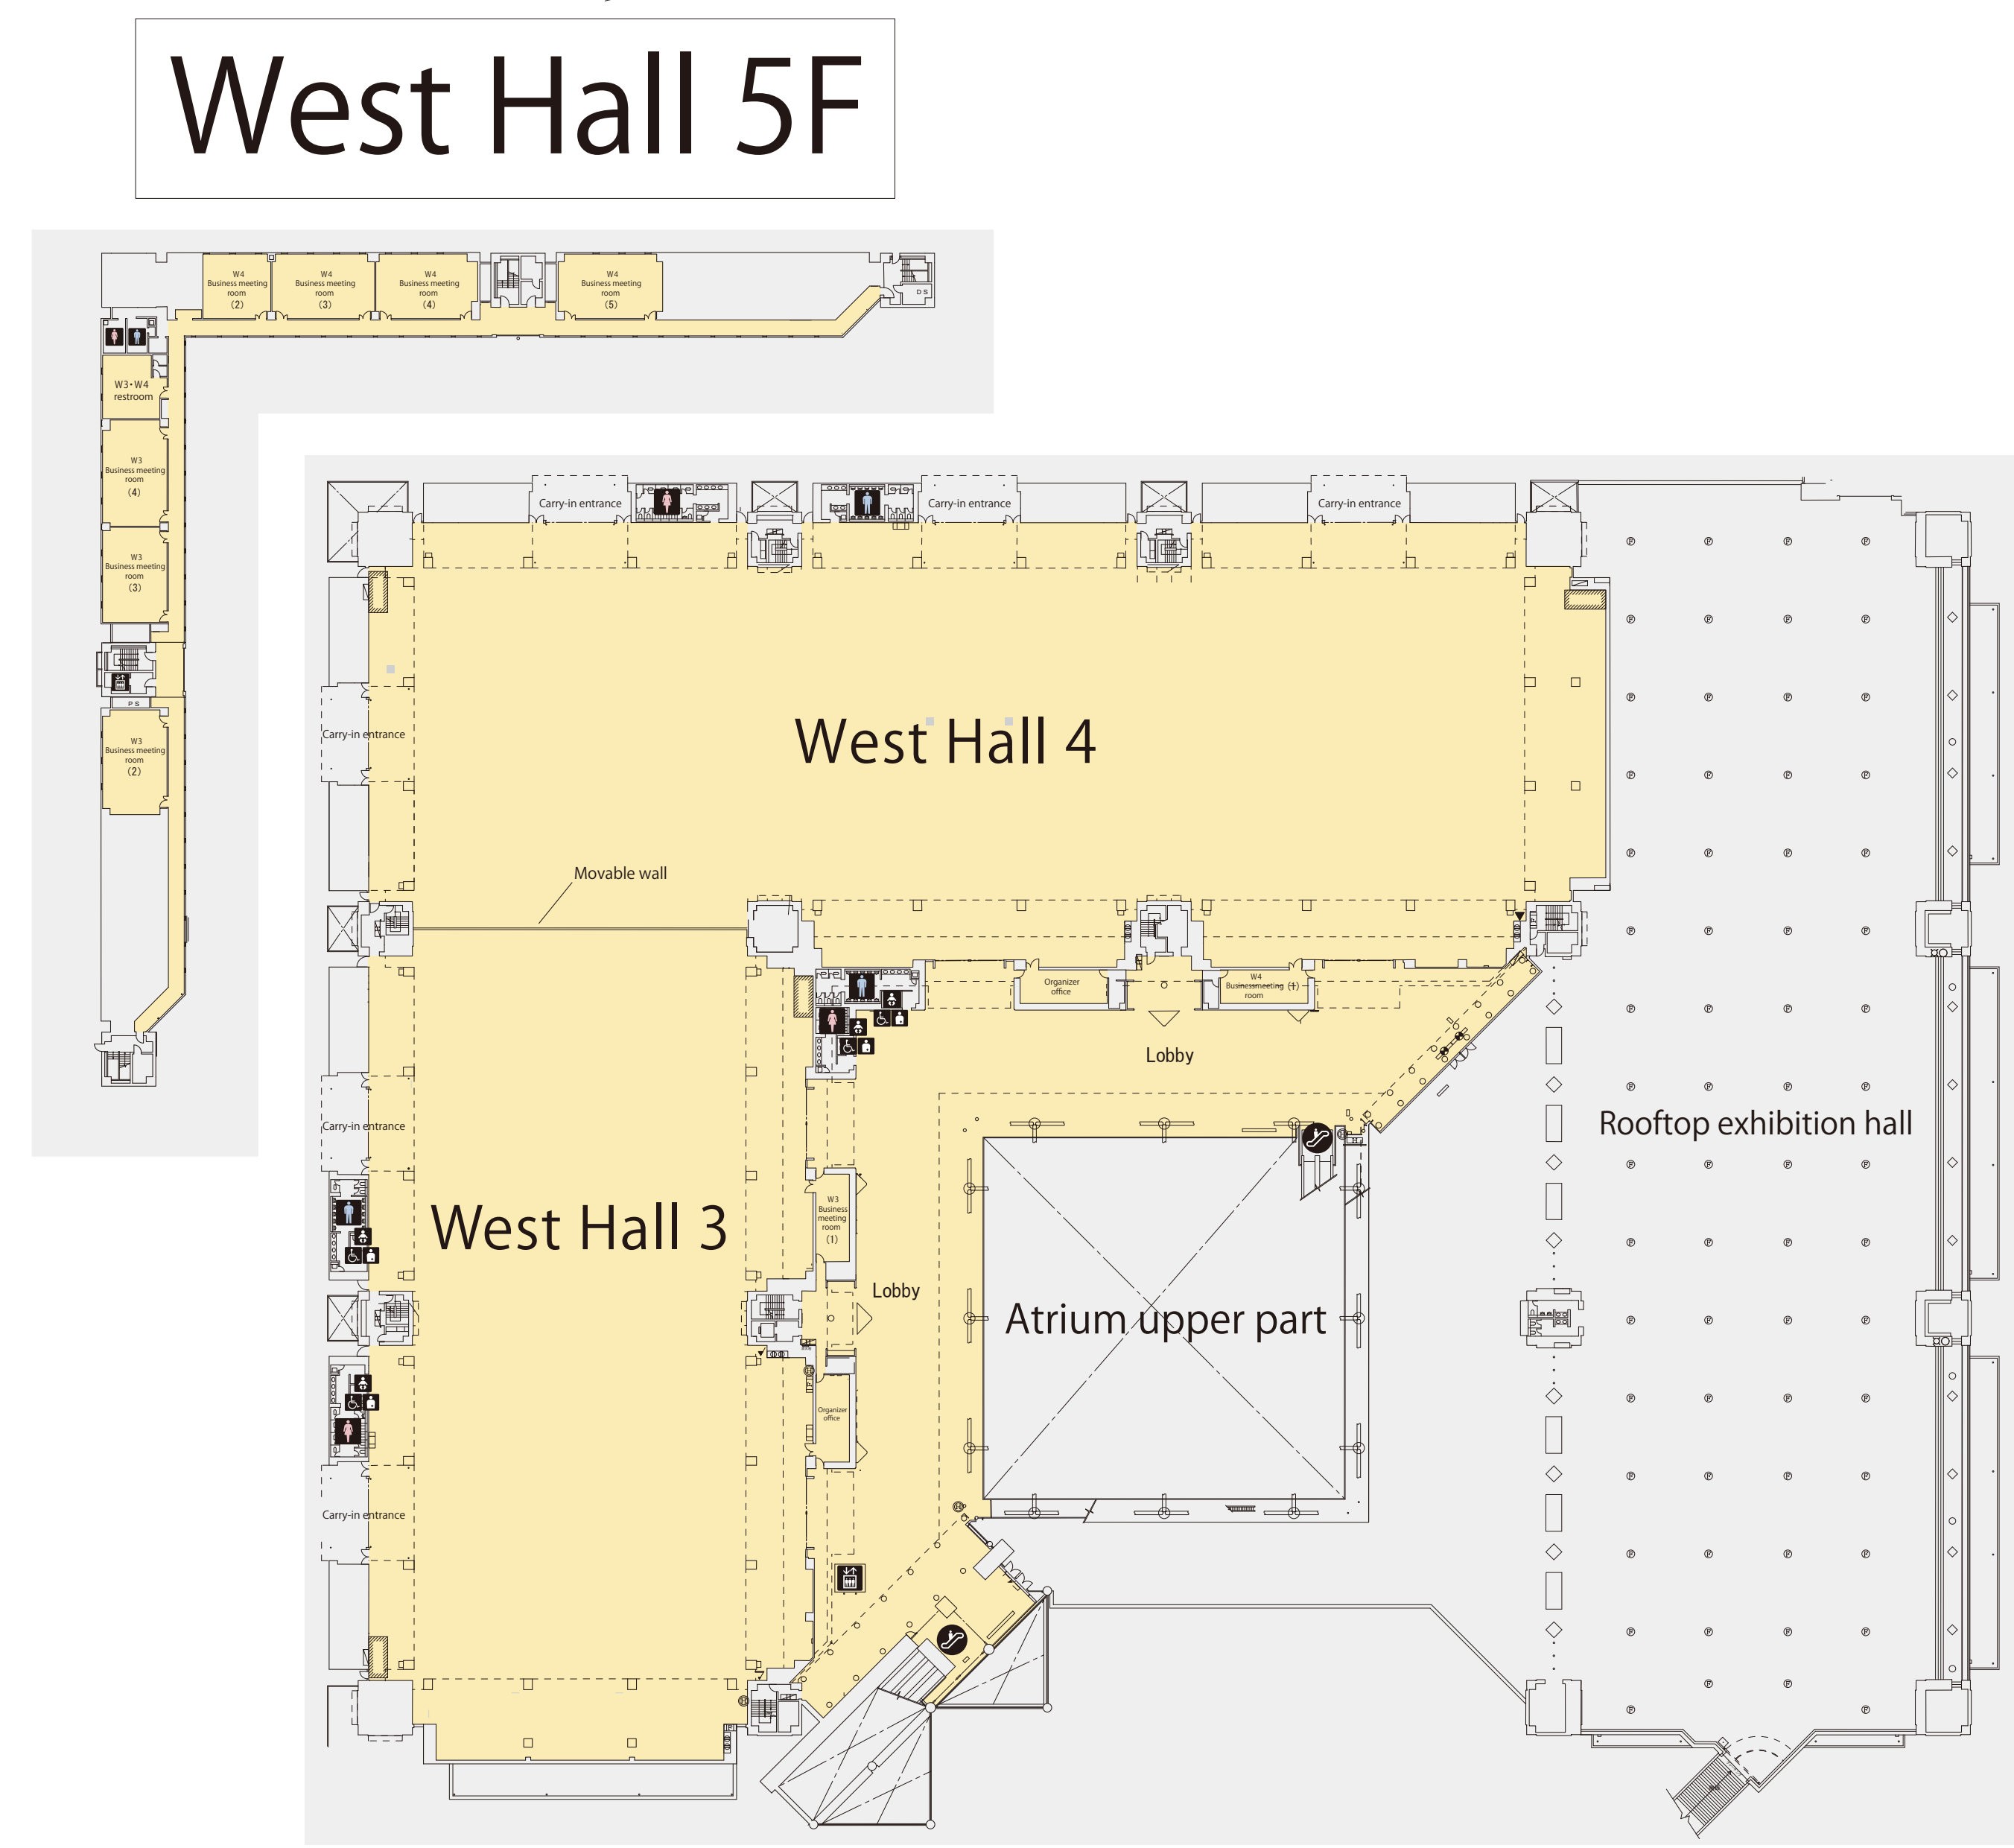 West Hall 5F
W4
Business meeting
room
(2)
W4
Business meeting
room
(3)
W4
Business meeting
room
(4)
W4
Business meeting
room
(5)
DS
W3・W4
restroom
W3
Business meeting
room
(4)
W3
Business meeting
room
(3)
PS
W3
Business meeting
room
(2)
Carry-in entrance
Carry-in entrance
Carry-in entrance
Carry-in entrance
West Hall 4
Movable wall
Organizer
office
W4
Businessmeeting (1)
room
Lobby
Carry-in entrance
Rooftop exhibition hall
West Hall 3
W3
Business
meeting
room
(1)
Lobby
Atrium upper part
Organizer
office
Carry-in entrance